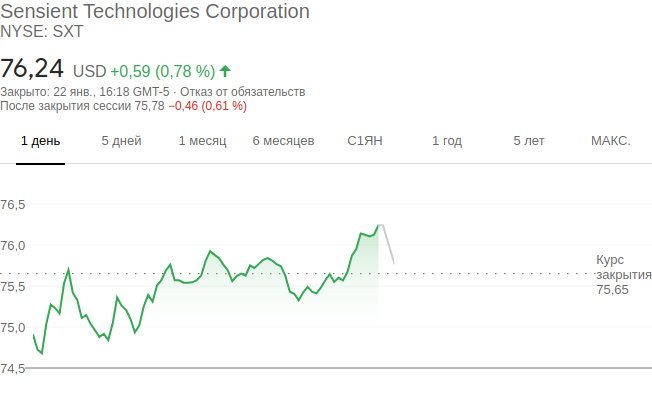 Sensient Technologies Corporation
NYSE: SXT
76,24 USD +0,59 (0,78 %)
Закрыто: 22 янв., 16:18 GMT-5 · Отказ от обязательств
После закрытия сессии 75,78 −0,46 (0,61 %)
1 день 5 дней 1 месяц 6 месяцев С1ЯН 1 год 5 лет МАКС.
76,5
76,0
Курс
закрытия
75,65
75,5
75,0
74,5